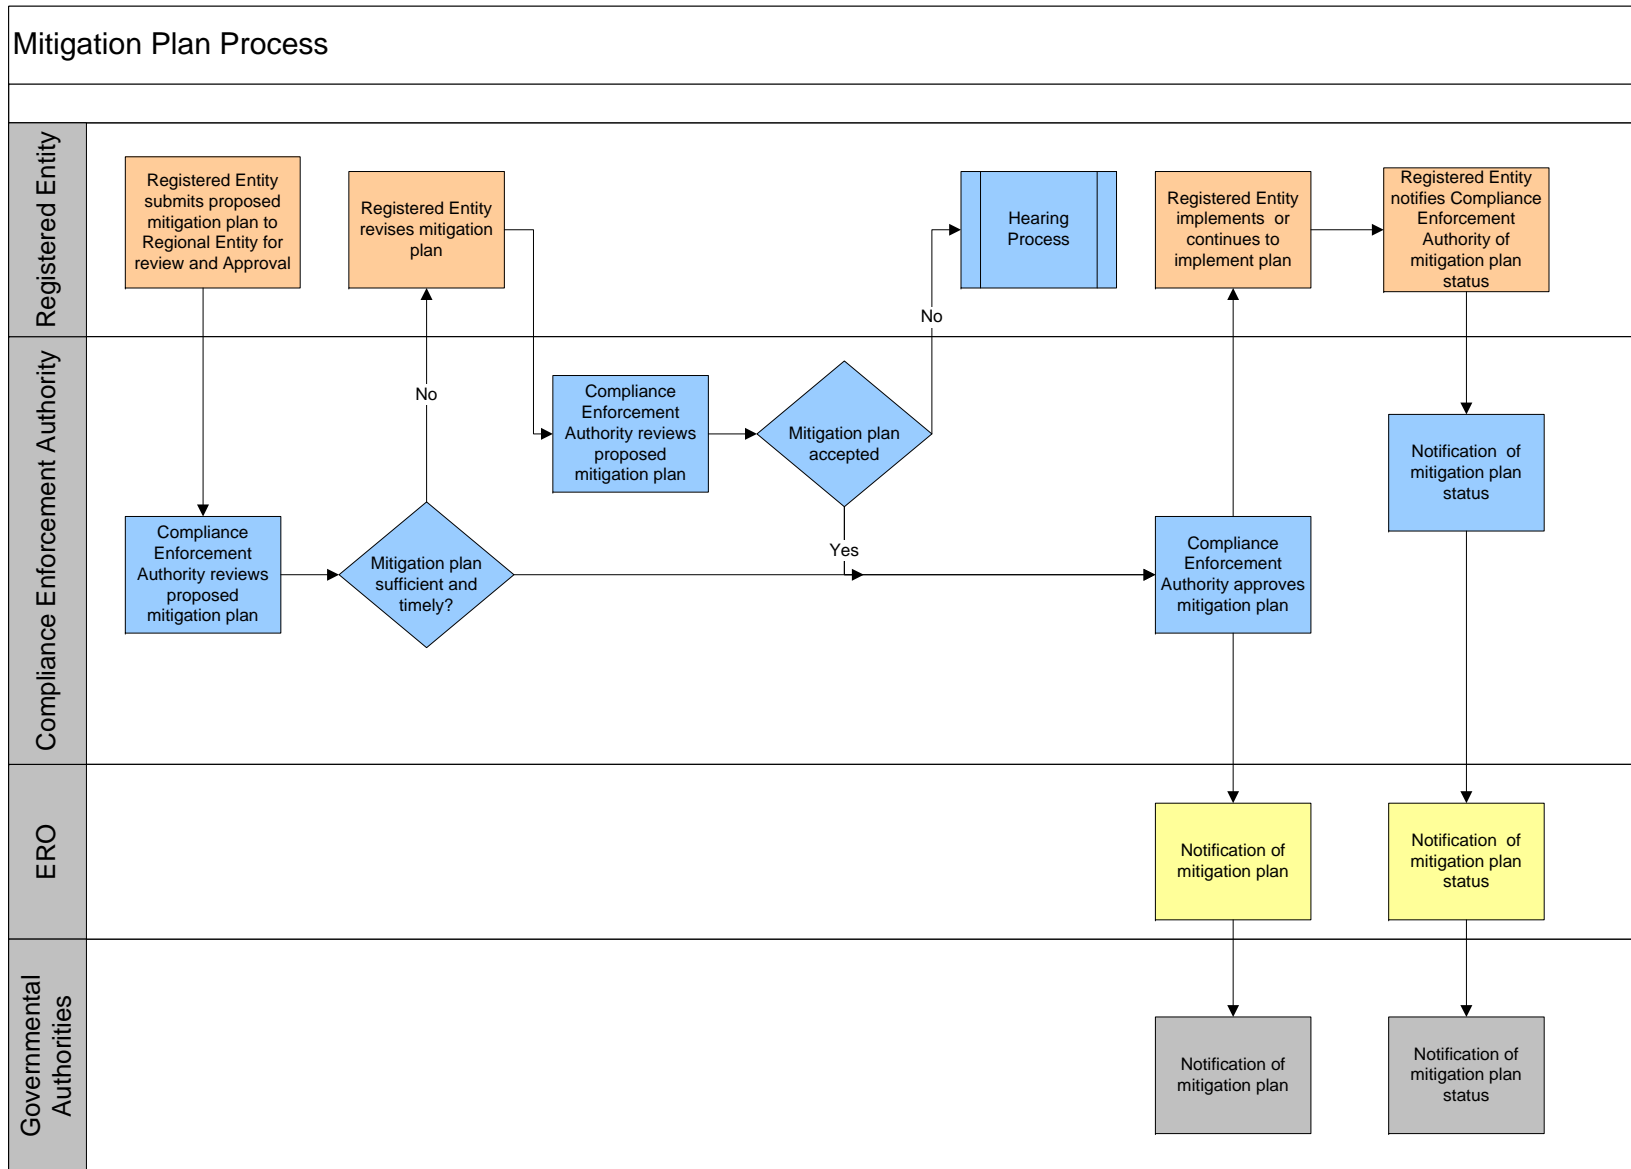 Mitigation Plan Process
Registered Entity
Registered Entity
submits proposed
mitigation plan to
Regional Entity for
review and Approval
Registered Entity
revises mitigation
plan
Hearing
Process
Registered Entity
implements or
continues to
implement plan
Registered Entity
notifies Compliance
Enforcement
Authority of
mitigation plan
status
No
No
Compliance Enforcement Authority
Compliance
Enforcement
Authority reviews
proposed
mitigation plan
Mitigation plan
accepted
Notification of
mitigation plan
status
Compliance
Enforcement
Authority reviews
proposed
mitigation plan
Mitigation plan
sufficient and
timely?
Yes
Compliance
Enforcement
Authority approves
mitigation plan
ERO
Notification of
mitigation plan
Notification of
mitigation plan
status
Governmental
Authorities
Notification of
mitigation plan
Notification of
mitigation plan
status